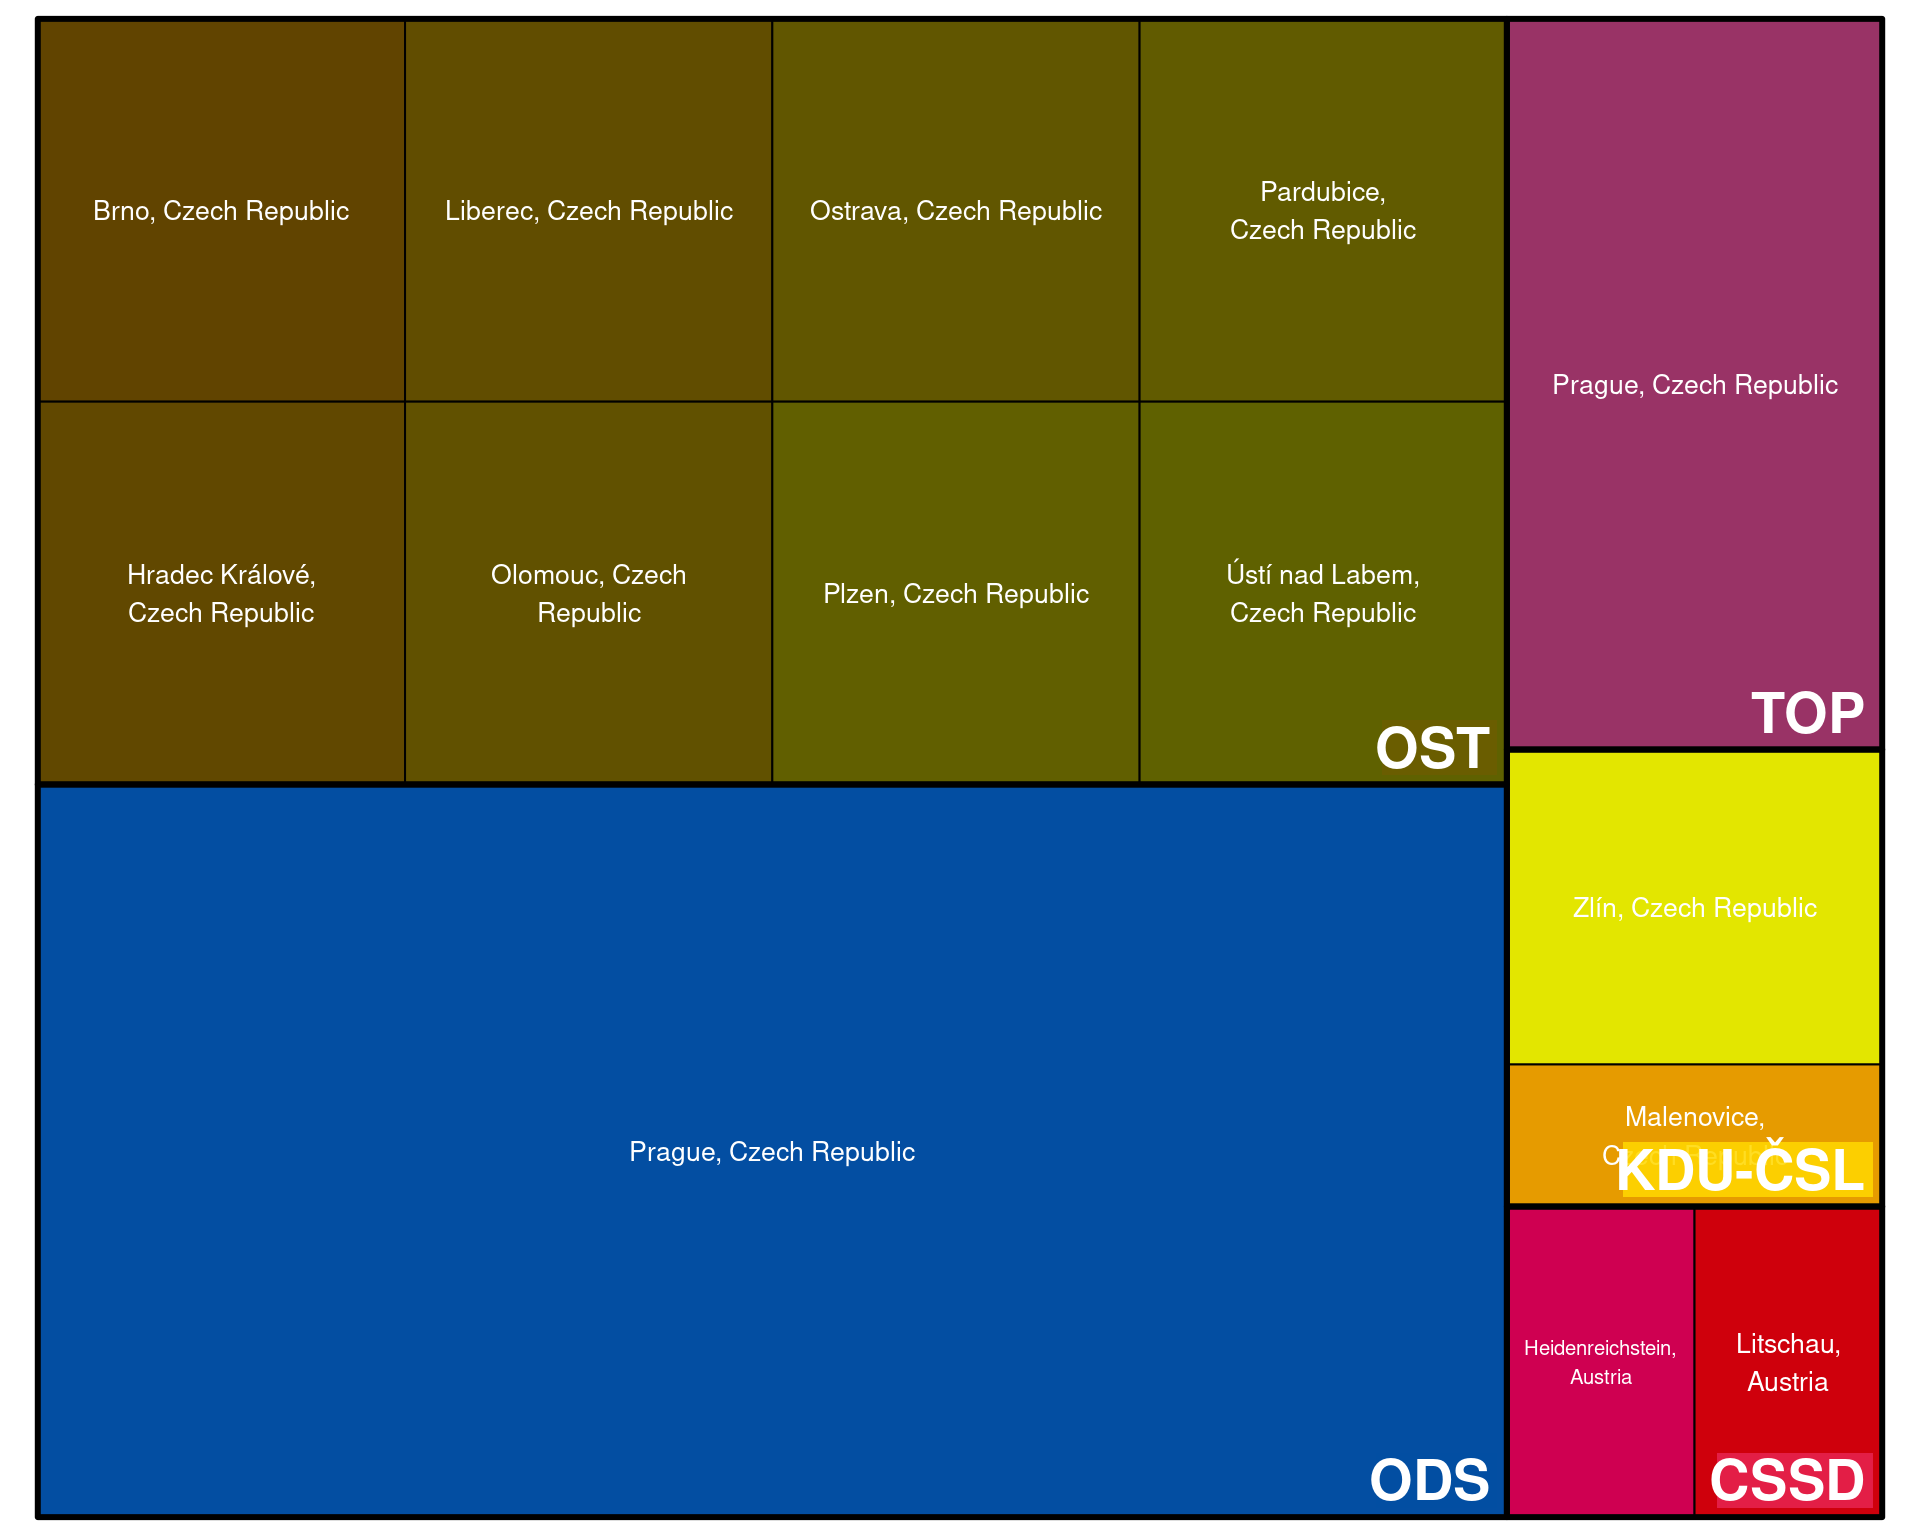 Brno, Czech Republic
Liberec, Czech Republic
Ostrava, Czech Republic
Pardubice,
Czech Republic
Hradec Králové,
Czech Republic
Olomouc, Czech
Republic
Plzen, Czech Republic
Ústí nad Labem,
Czech Republic
OST
Prague, Czech Republic
ODS
Prague, Czech Republic
TOP
Zlín, Czech Republic
Malenovice,
Czech Republic
KDU-ČSL
Heidenreichstein,
Austria
Litschau,
Austria
CSSD